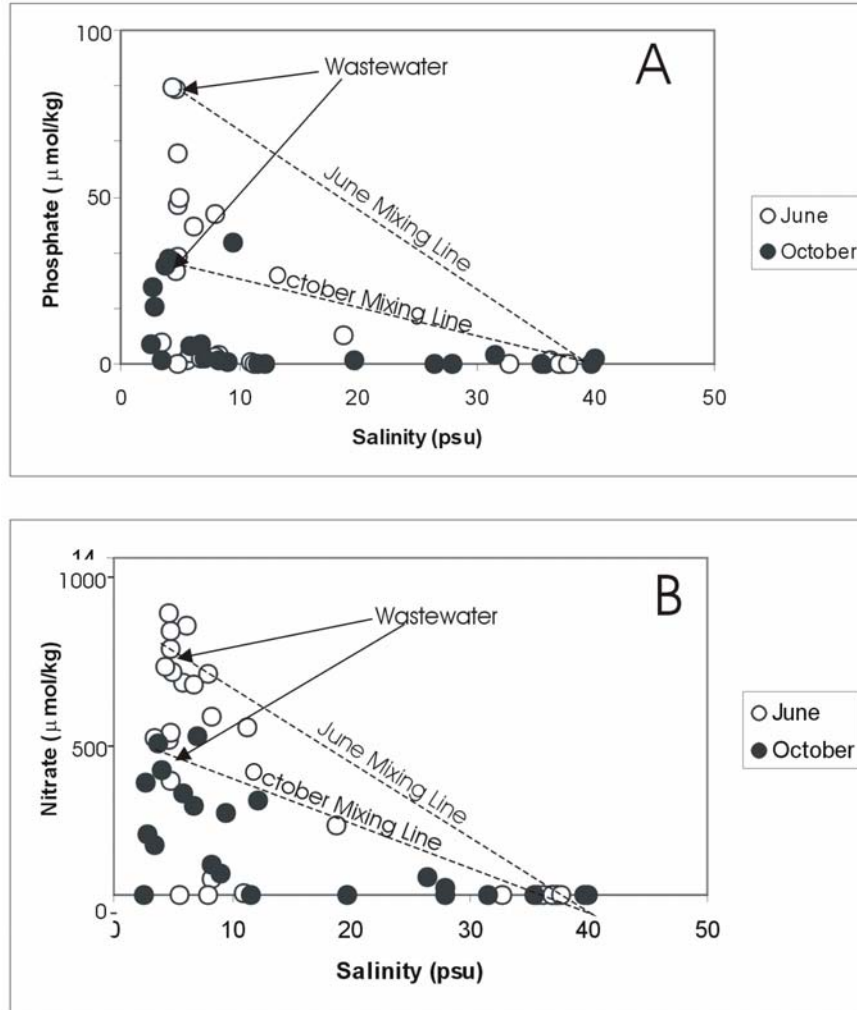 A
100
50
0
Phosphate ( μ mol/kg)
Wastewater
June Mixing Line
October Mixing Line
0 10 20 30 40 50
Salinity (psu)
June
October
B
14
1000
500
0
Nitrate ( μ mol/kg)
Wastewater
June Mixing Line
October Mixing Line
0 10 20 30 40 50
Salinity (psu)
June
October